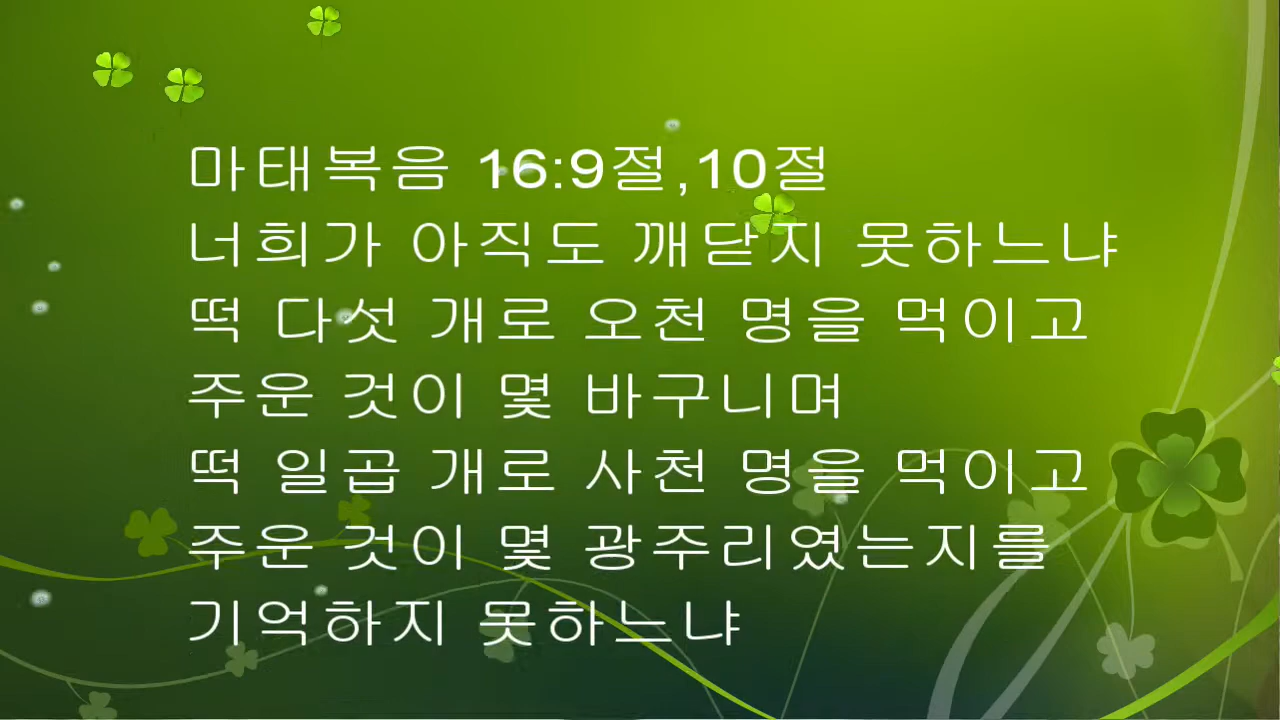 마태복음 16:9절,10절
너희가 아직도 깨닫지 못하느냐
떡 다섯 개로 오천 명을 먹이고
주운 것이 몇 바구니며
떡 일곱 개로 사천 명을 먹이고
주운 것이 몇 광주리였는지를
기억하지 못하느냐